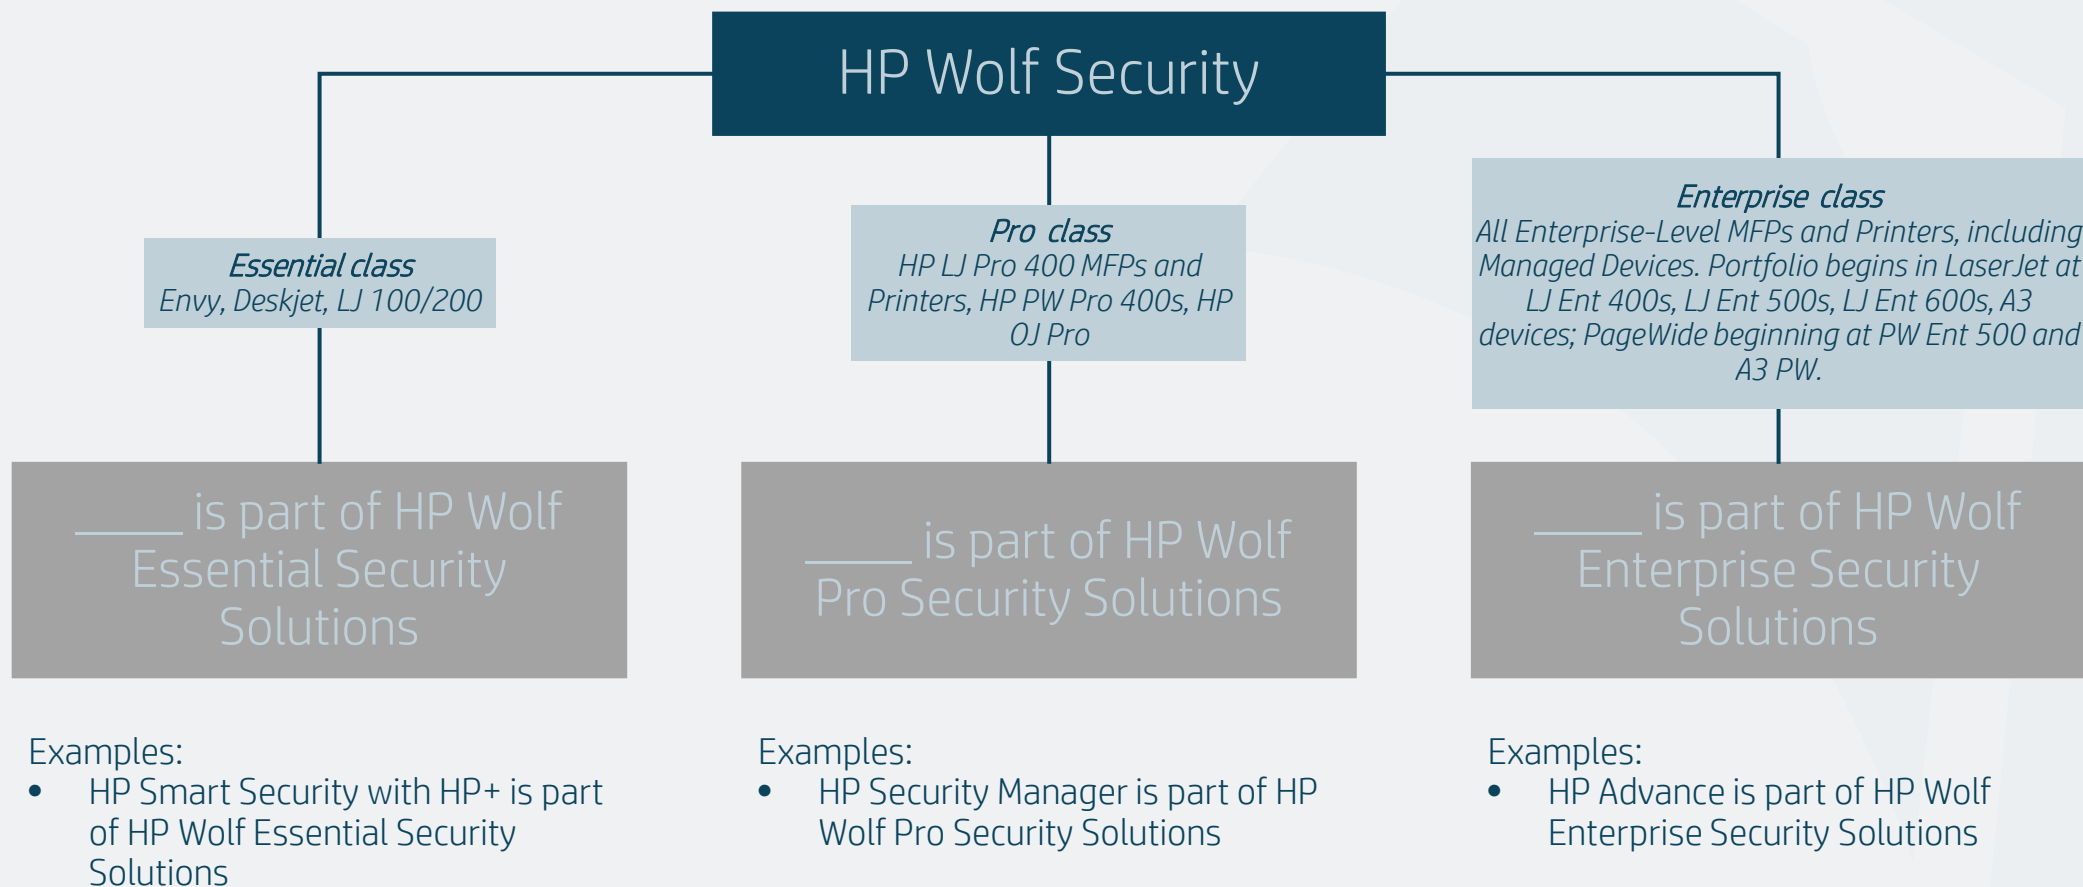 HP Wolf Security
Essential class
Envy, Deskjet, LJ 100/200
Pro class
HP LJ Pro 400 MFPs and
Printers, HP PW Pro 400s, HP
OJ Pro
Enterprise class
All Enterprise-Level MFPs and Printers, including
Managed Devices. Portfolio begins in LaserJet at
LJ Ent 400s, LJ Ent 500s, LJ Ent 600s, A3
devices; PageWide beginning at PW Ent 500 and
A3 PW.
_____ is part of HP Wolf
Essential Security
Solutions
_____ is part of HP Wolf
Pro Security Solutions
_____ is part of HP Wolf
Enterprise Security
Solutions
Examples:
• HP Smart Security with HP+ is part
of HP Wolf Essential Security
Solutions
Examples:
• HP Security Manager is part of HP
Wolf Pro Security Solutions
Examples:
• HP Advance is part of HP Wolf
Enterprise Security Solutions